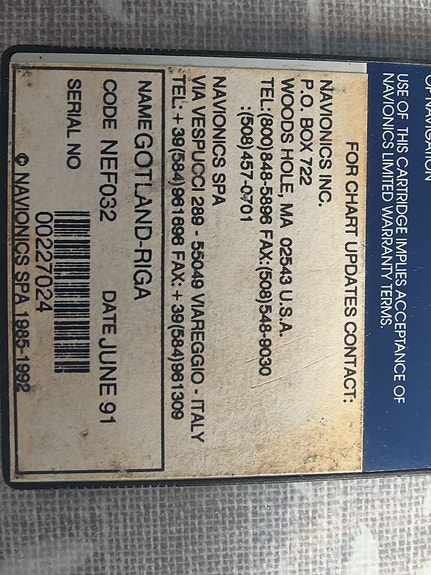 OF NAVIGATION
USE OF THIS CARTRIDGE IMPLIES ACCEPTANCE OF
NAVIONICS LIMITED WARRANTY TERMS.
FOR CHART UPDATES CONTACT:
NAVIONICS INC.
P.O. BOX 722
WOODS HOLE, MA 02543 U.S.A.
TEL:(800)848-5896 FAX:(508)548-9030
:(508)457-0701
NAVIONICS SPA
VIA VESPUCCI 289 - 55049 VIAREGGIO - ITALY
TEL: + 39(584)961696 FAX: + 39(584)961309
NAME GOTLAND-RIGA
CODE NEF032 DATE JUNE 91
SERIAL NO
00227024
© NAVIONICS SPA 1985-1992